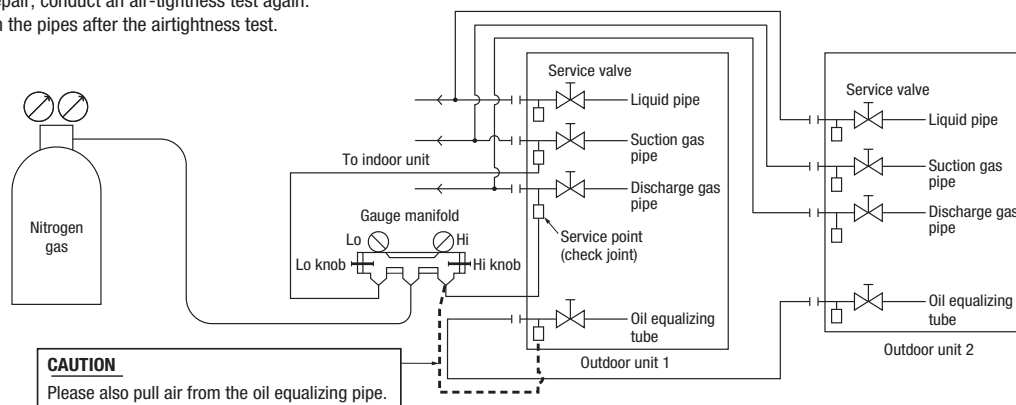 pair, conduct an air-tightness test again.
the pipes after the airtightness test.
Service valve
Liquid pipe
Suction gas
pipe
To indoor unit
Discharge gas
pipe
Gauge manifold
Lo
Hi
Service point
(check joint)
Lo knob
Hi knob
Nitrogen
gas
Oil equalizing
tube
Outdoor unit 1
CAUTION
Please also pull air from the oil equalizing pipe.
Service valve
Liquid pipe
Suction gas
pipe
Discharge gas
pipe
Oil equalizing
tube
Outdoor unit 2